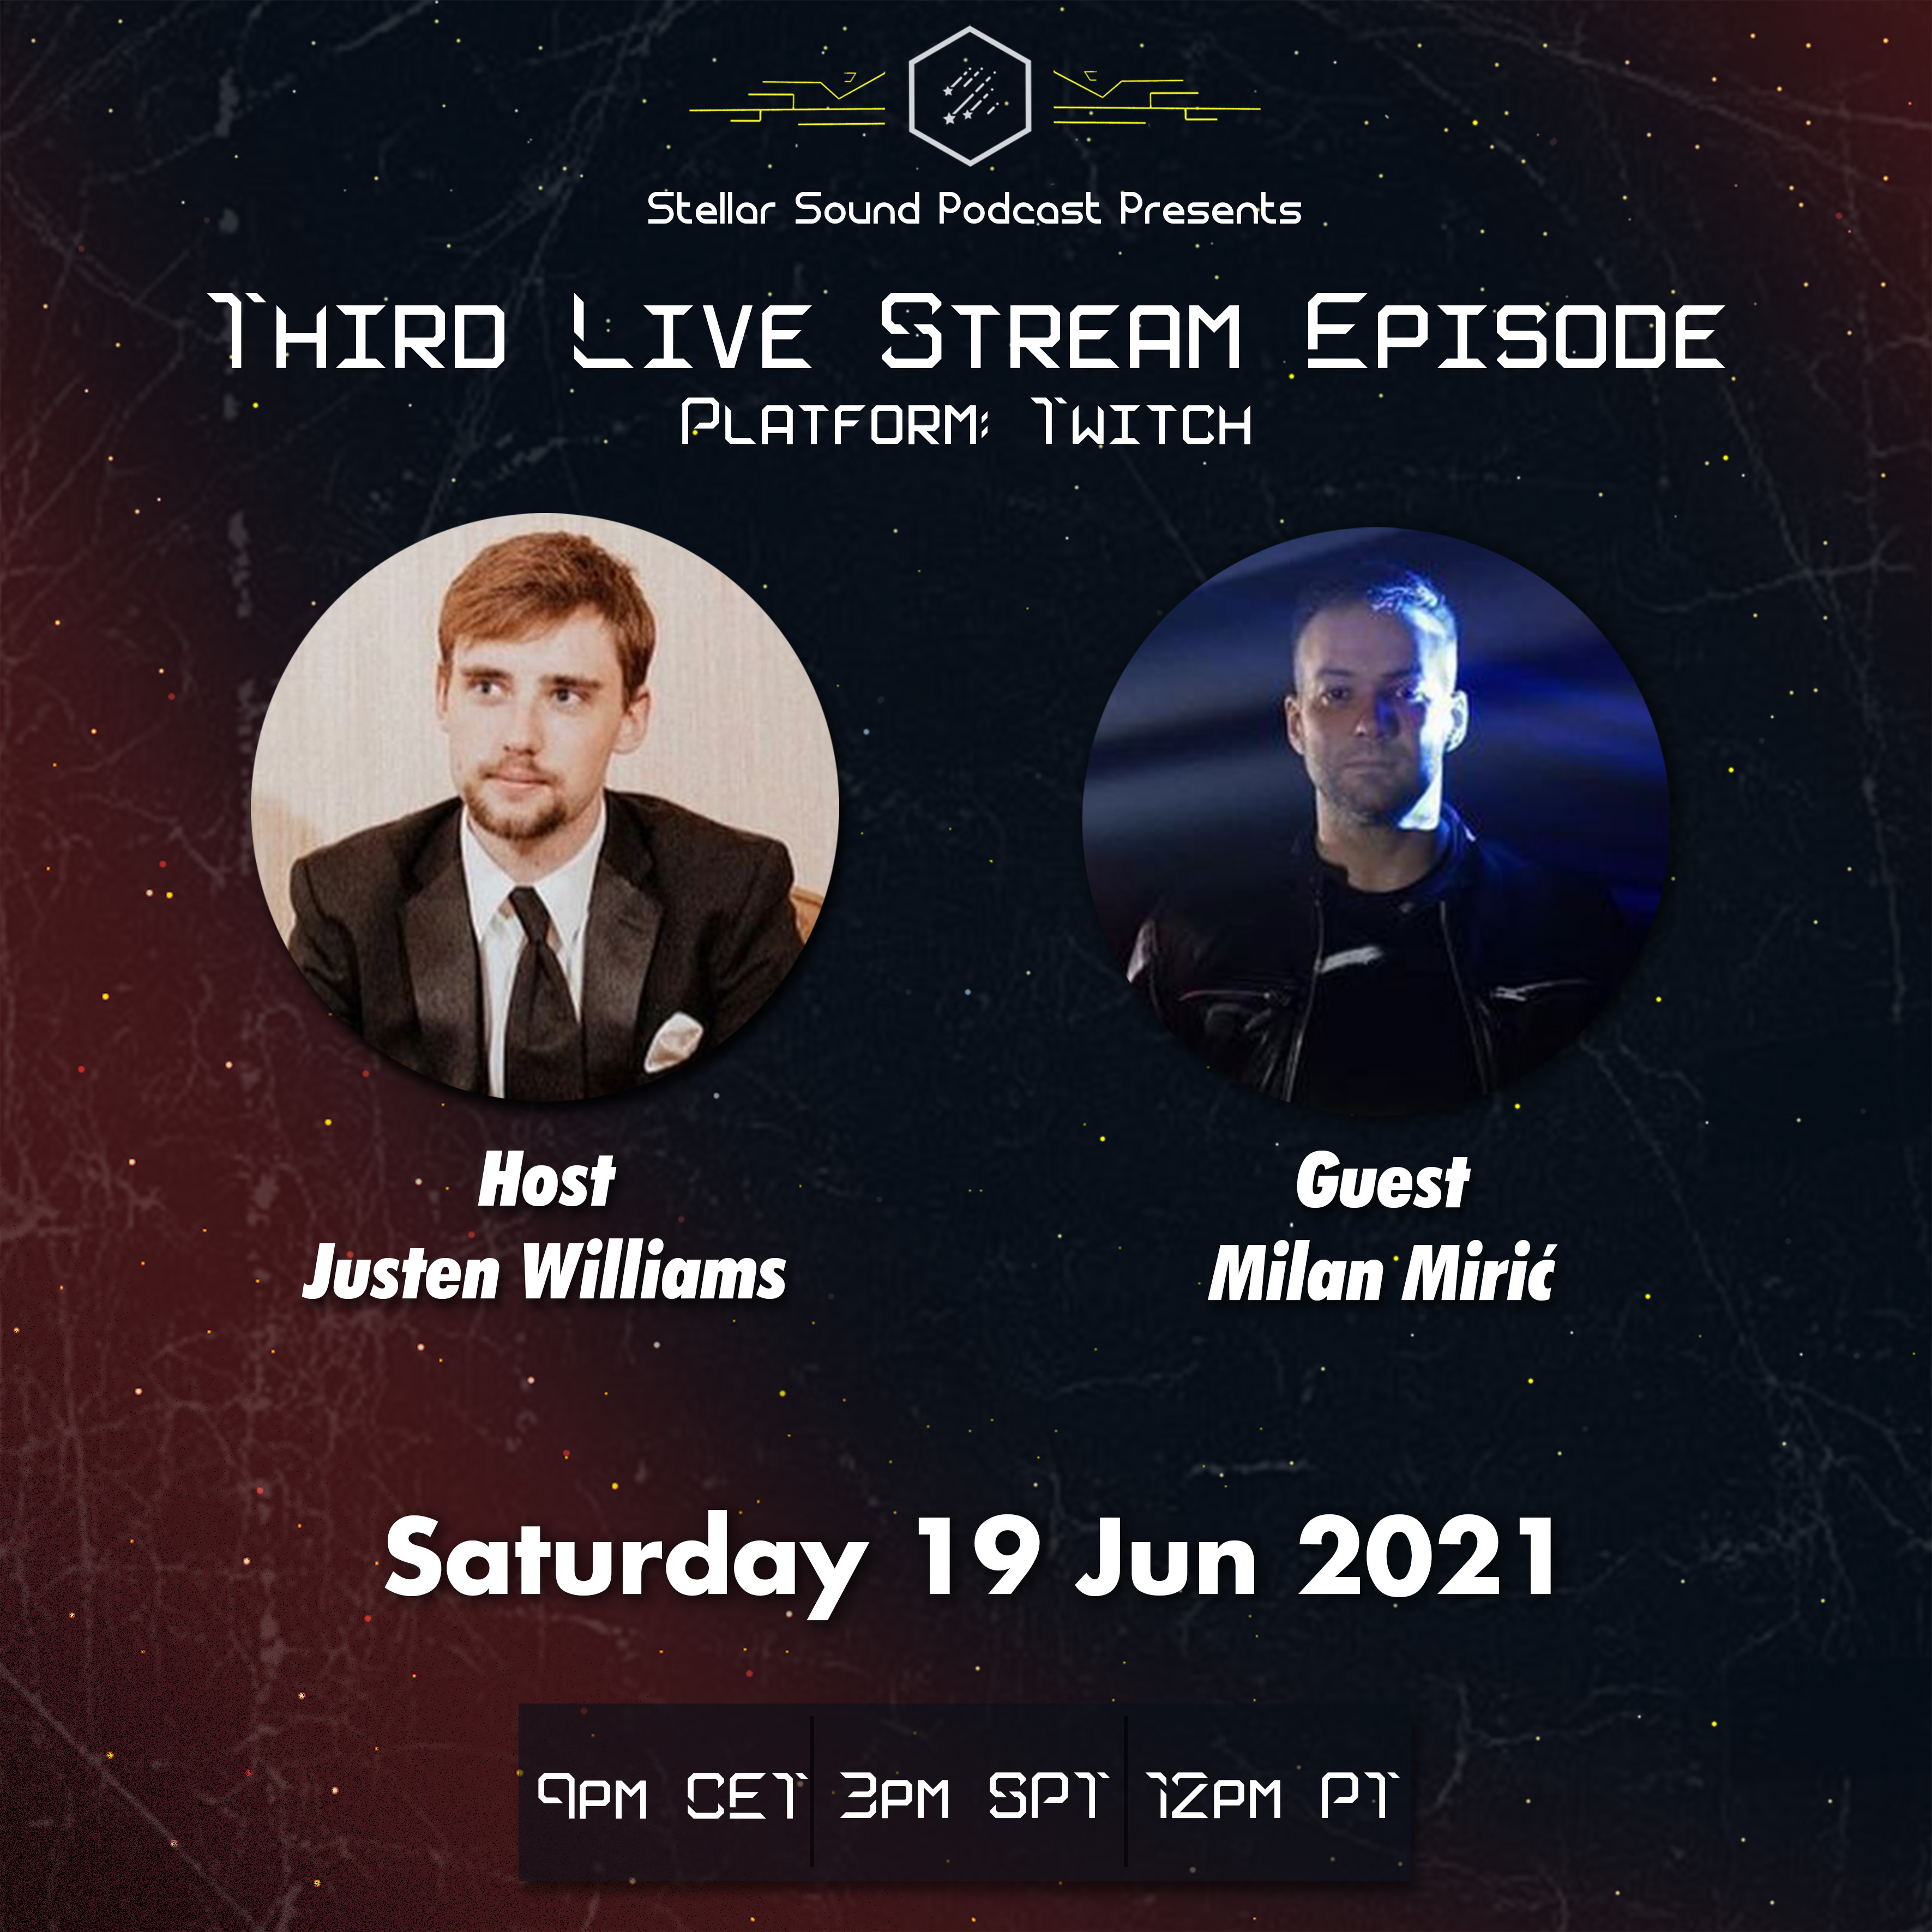 Stellar Sound Podcast Presents
Third Live Stream Episode
Platform: Twitch
Host
Justen Williams
Guest
Milan Mirić
Saturday 19 Jun 2021
9pm CET 3pm SPT 12pm PT